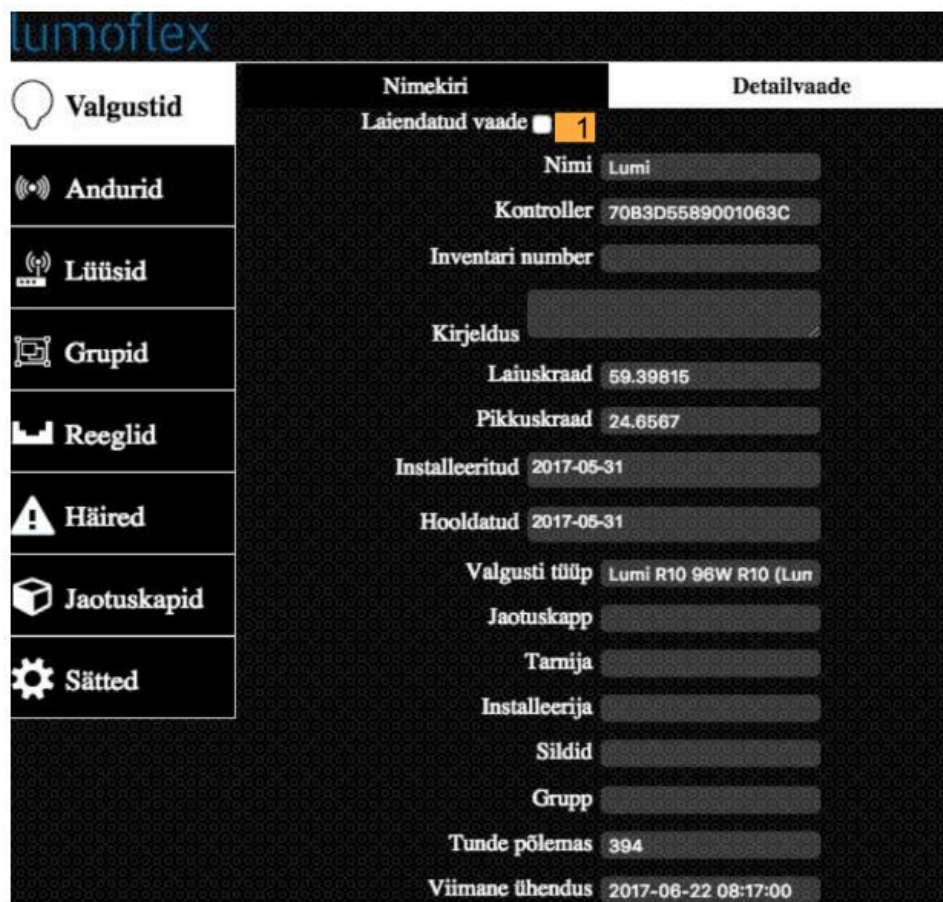 lumoflex
Valgustid
Andurid
Lüüsid
Grupid
Reeglid
Häired
Jaotuskapid
Sätted
Nimekiri Detailvaade
Laiendatud vaade 1
Nimi Lumi
Kontroller 70B3D5589001063C
Inventari number
Kirjeldus
Laiuskraad 59.39815
Pikkuskraad 24.6567
Installeeritud 2017-05-31
Hooldatud 2017-05-31
Valgusti tüüp Lumi R10 96W R10 (Lum
Jaotuskapp
Tarnija
Installeerija
Sildid
Grupp
Tunde põlemas 394
Viimane ühendus 2017-06-22 08:17:00